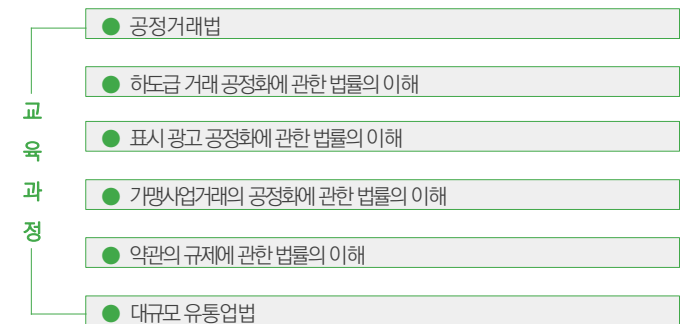 교육과정
공정거래법
하도급 거래 공정화에 관한 법률의 이해
표시 광고 공정화에 관한 법률의 이해
가맹사업거래의 공정화에 관한 법률의 이해
약관의 규제에 관한 법률의 이해
대규모 유통업법